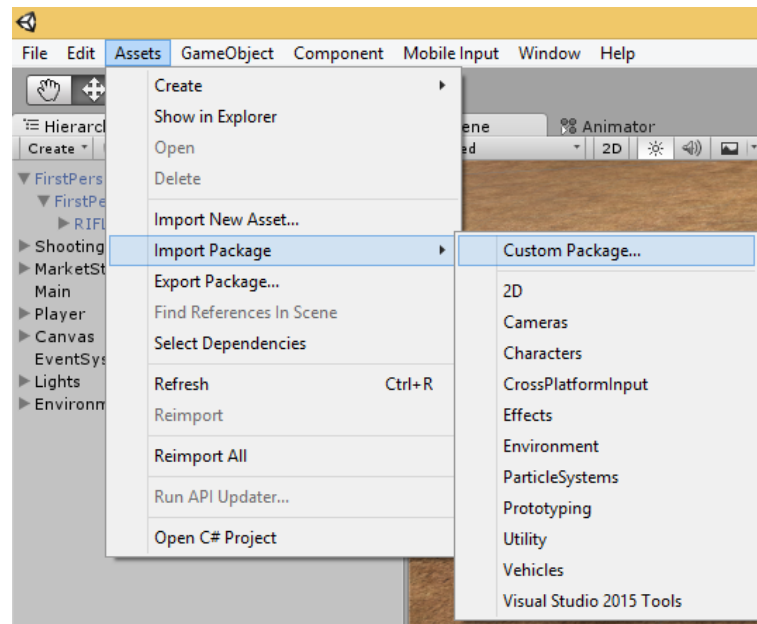 File Edit Assets GameObject Component Mobile Input Window Help
Create
Show in Explorer
Open
Delete
Import New Asset...
Import Package
Export Package...
Find References In Scene
Select Dependencies
Refresh Ctrl+R
Reimport
Reimport All
Run API Updater...
Open C# Project
Custom Package...
2D
Cameras
Characters
CrossPlatformInput
Effects
Environment
ParticleSystems
Prototyping
Utility
Vehicles
Visual Studio 2015 Tools
Hierarc
Create
FirstPers
FirstPe
RIFL
Shooting
MarketSt
Main
Player
Canvas
EventSys
Lights
Environm
ene
Animator
ed
2D